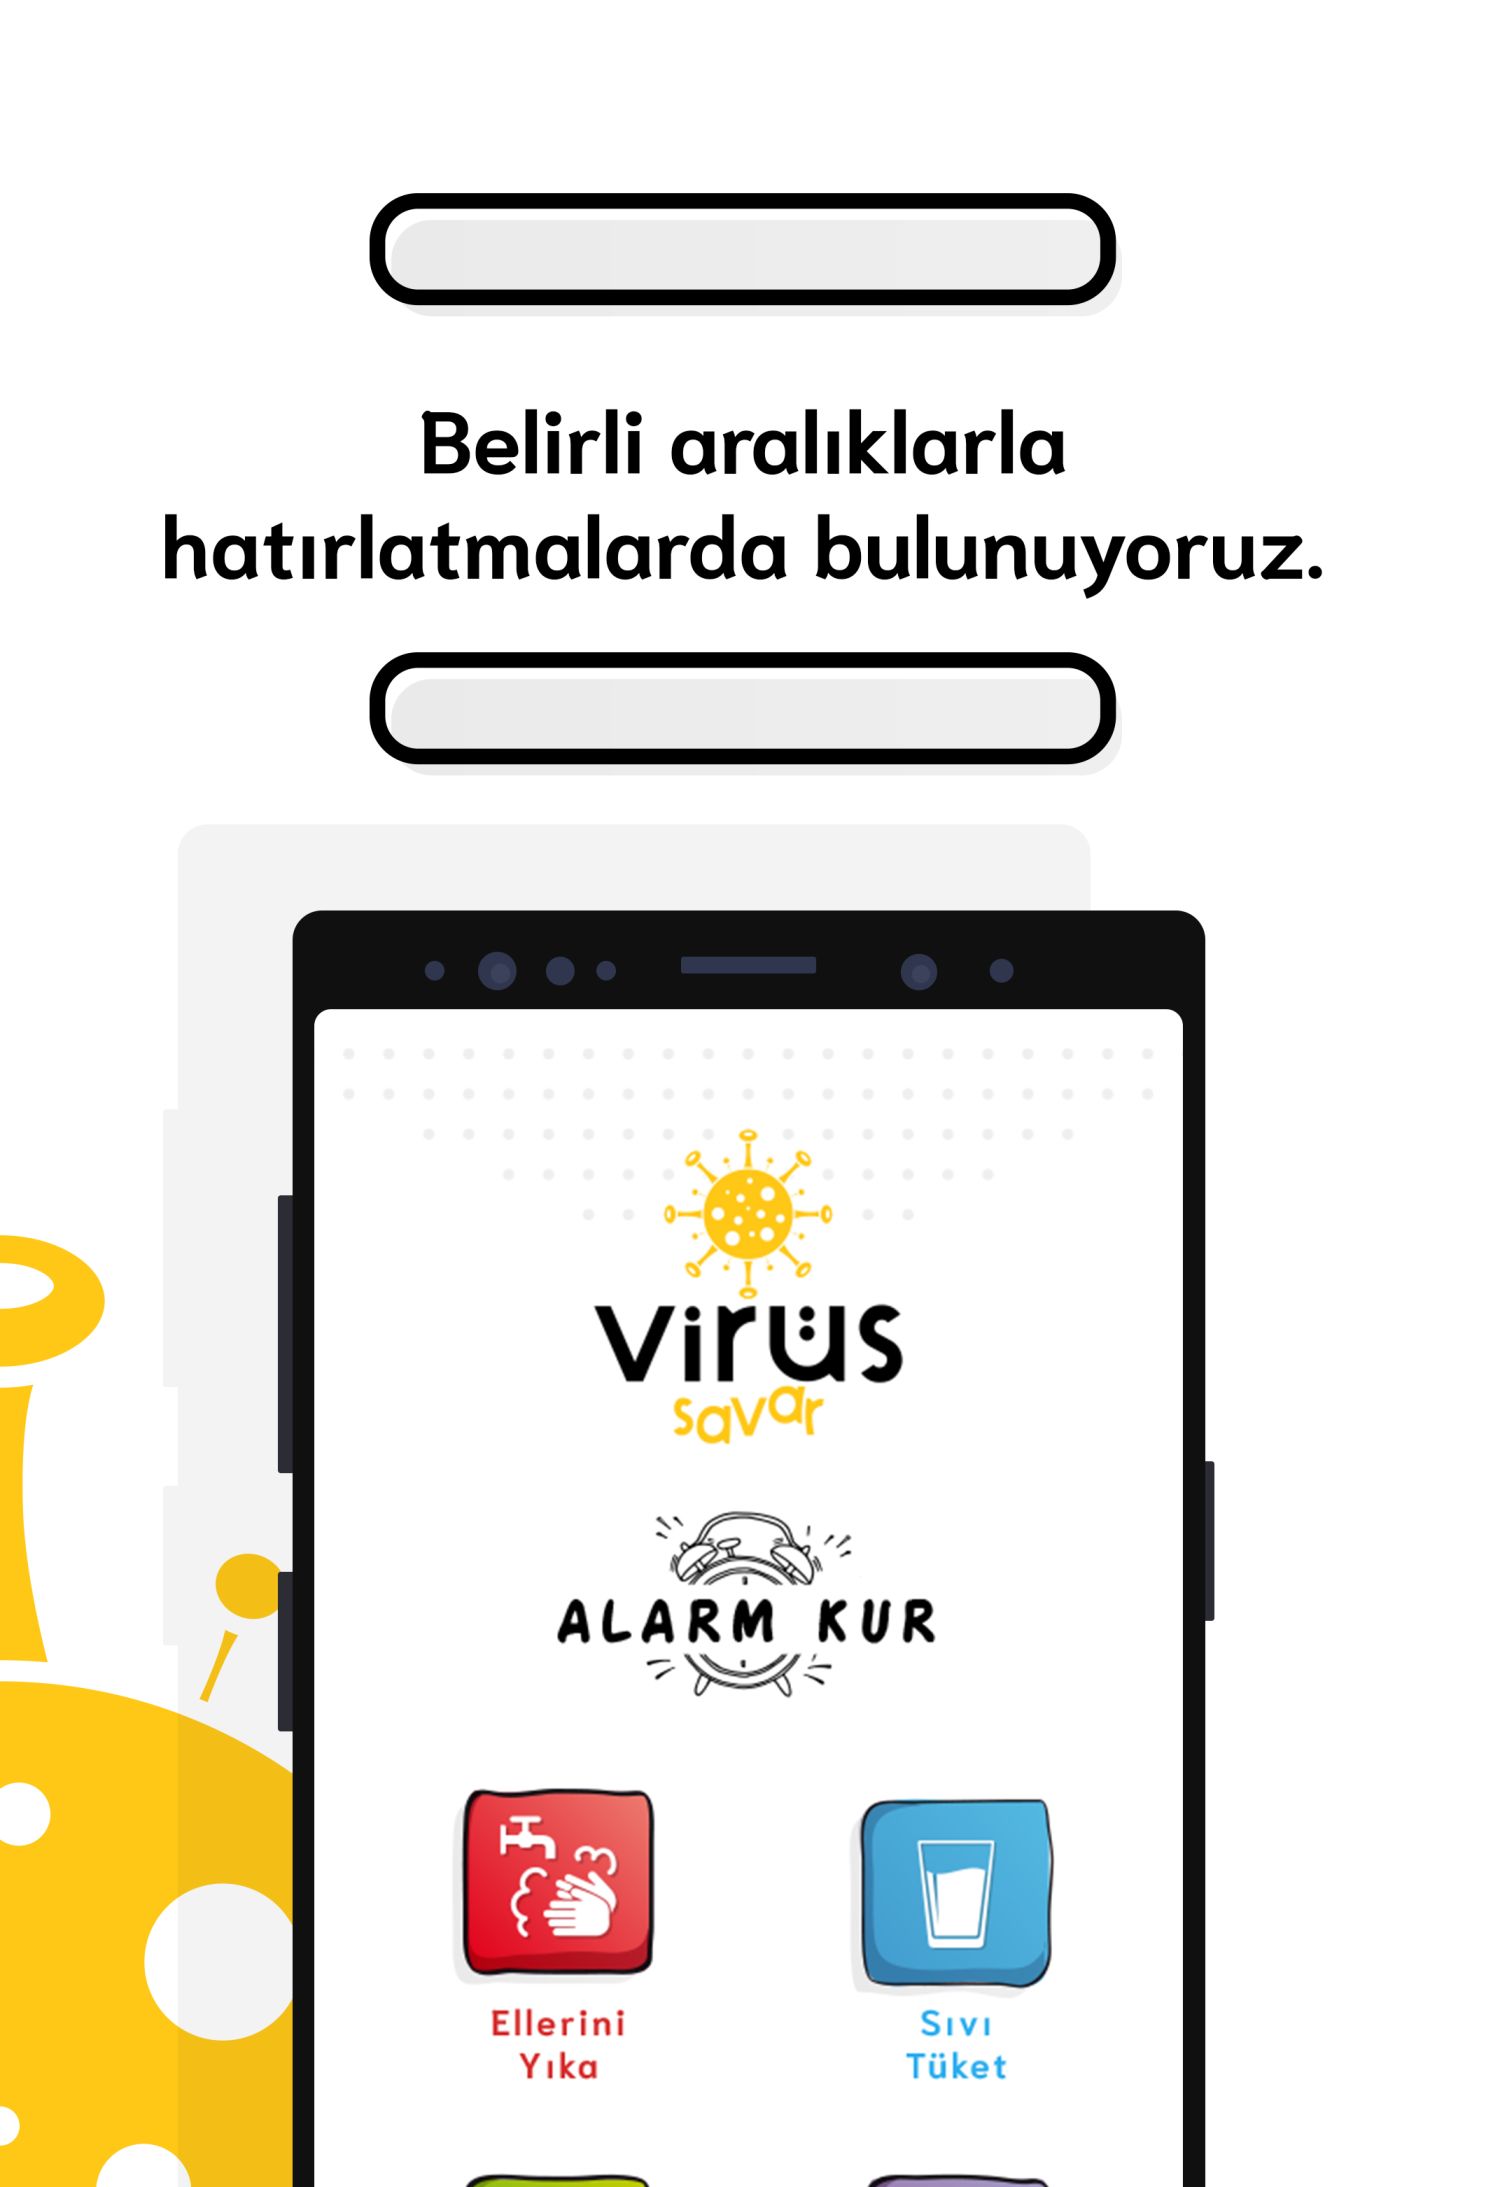 Belirli aralıklarla
hatırlatmalarda bulunuyoruz.
Virüs
savar
ALARM KUR
Ellerini
Yıka
Sıvı
Tüket